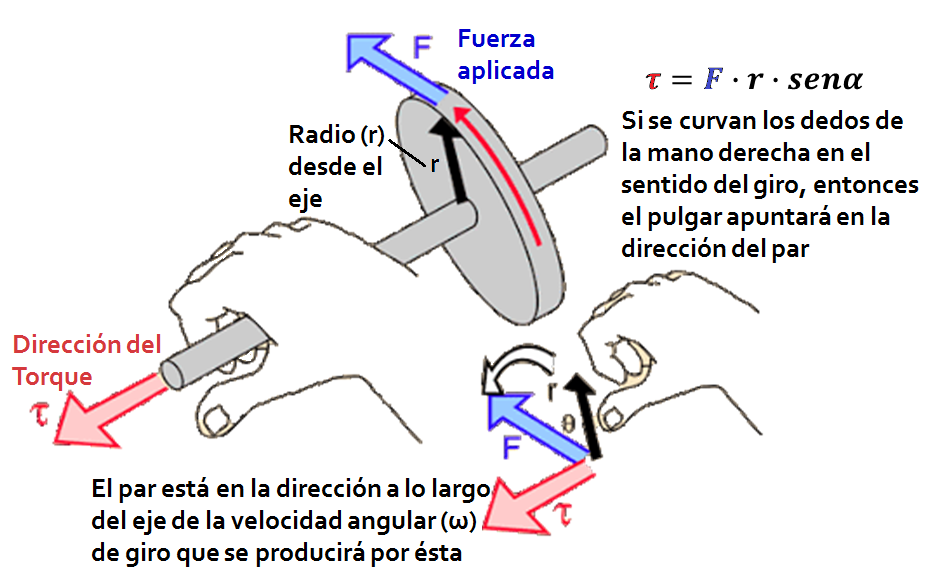 F
Fuerza
aplicada
τ = F · r · senα
Si se curvan los dedos de
la mano derecha en el
sentido del giro, entonces
el pulgar apuntará en la
dirección del par
Radio (r)
desde el
eje
r
Dirección del
Torque
τ
r
θ
F
τ
El par está en la dirección a lo largo
del eje de la velocidad angular (ω)
de giro que se producirá por ésta